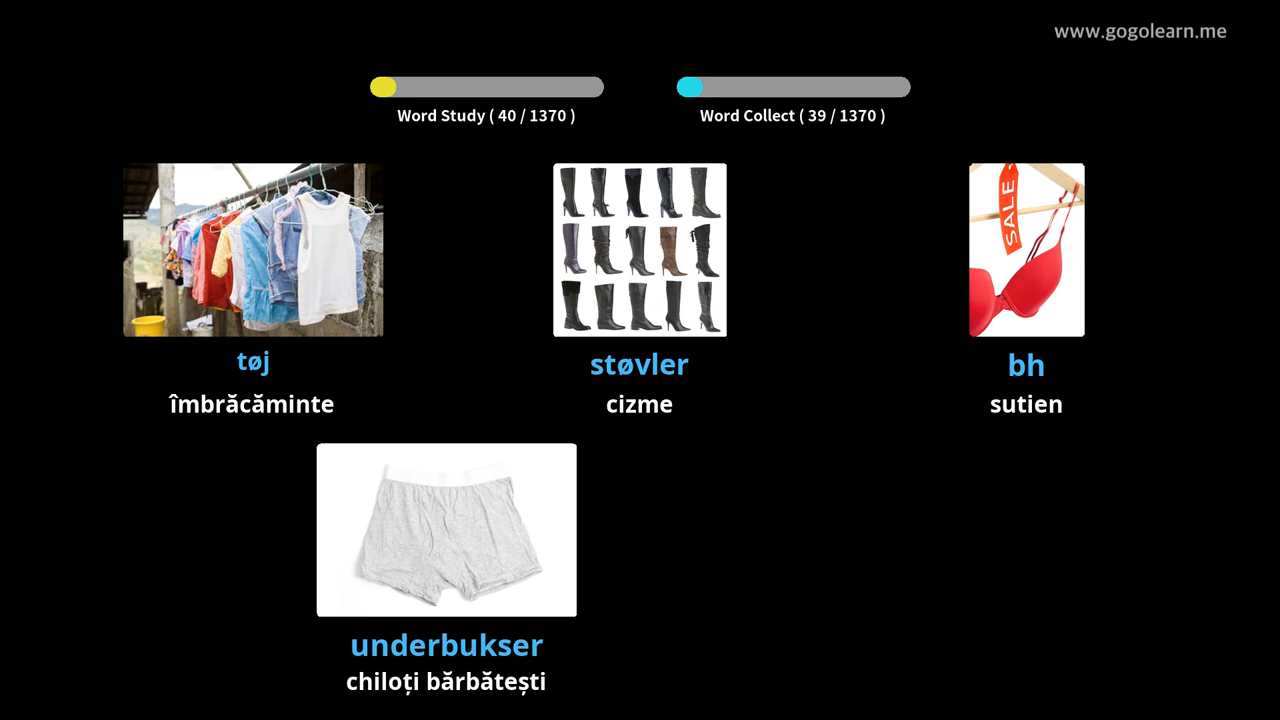 www.gogolearn.me
Word Study ( 40 / 1370 )
Word Collect ( 39 / 1370 )
SALE
tøj
støvler
bh
îmbrăcăminte
cizme
sutien
underbukser
chiloți bărbătești